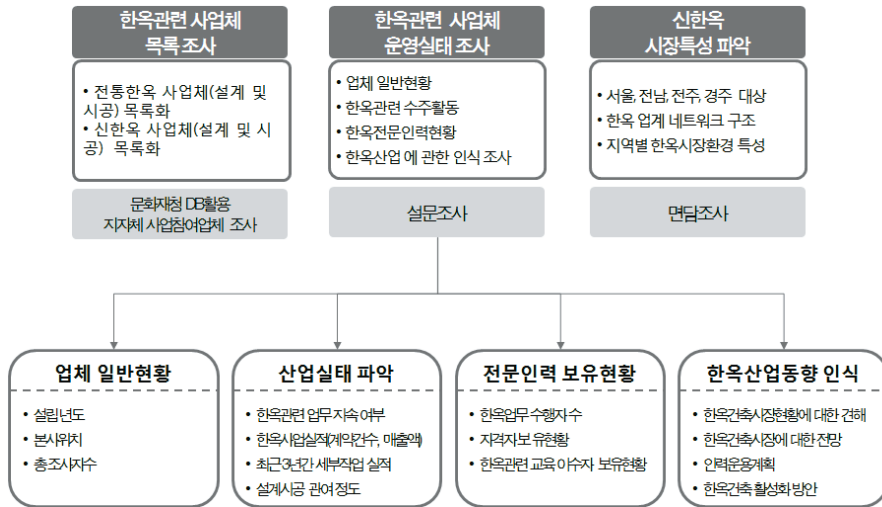 한옥관련 사업체
목록 조사
• 전통한옥 사업체(설계 및
시공) 목록화
• 신한옥 사업체(설계 및 시
공) 목록화
문화재청 DB활용
지자체 사업참여업체 조사
한옥관련 사업체
운영실태 조사
• 업체 일반현황
• 한옥관련 수주활동
• 한옥전문인력현황
• 한옥산업 에 관한 인식 조사
설문조사
신한옥
시장특성 파악
• 서울, 전남, 전주, 경주 대상
• 한옥 업계 네트워크 구조
• 지역별 한옥시장환경 특성
면담조사
업체 일반현황
• 설립년도
• 본사위치
• 총 조사자수
산업실태 파악
• 한옥관련 업무 지속 여부
• 한옥사업실적(계약건수, 매출액)
• 최근 3년간 세부작업 실적
• 설계시공 관여 정도
전문인력 보유현황
• 한옥업무 수행자 수
• 자격자 보유현황
• 한옥관련 교육 이수자 보유현황
한옥산업동향 인식
• 한옥건축시장현황에 대한 견해
• 한옥건축시장에 대한 전망
• 인력운용계획
• 한옥건축 활성화 방안